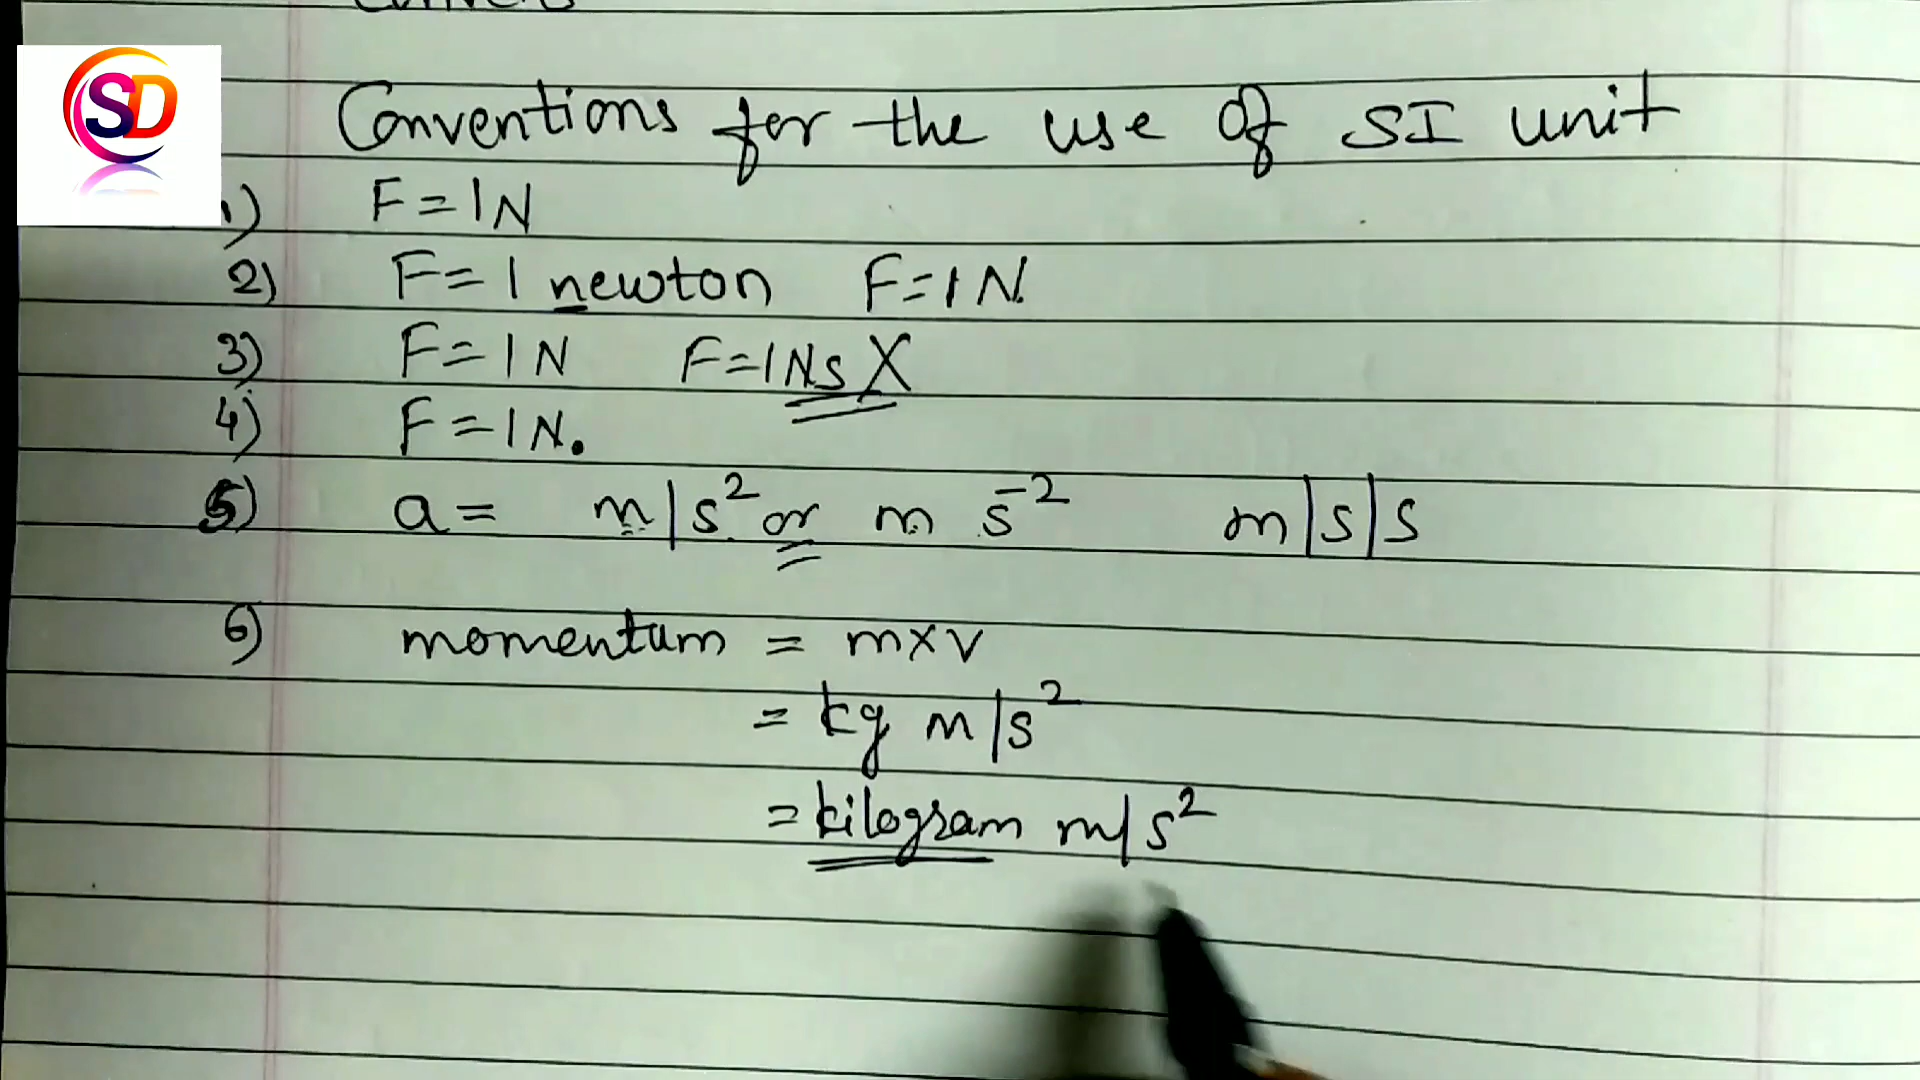 SD
Conventions for the use of SI unit
1) F=1N
2) F=1 newton F=1N.
3) F=1N F=1Ns X
4) F=1N.
5) a= m/s² or m s⁻² m/s/s
6) momentum = m×v
= kg m/s²
= kilogram m/s²